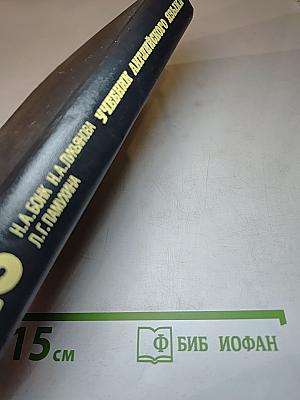 Н.А.БОНК Н.А.ЛУКЬЯНОВА
Л.Г.ПАМУХИНА
УЧЕБНИК АНГЛИЙСКОГО ЯЗЫКА
15 см
Ф БИБ ИОФАН